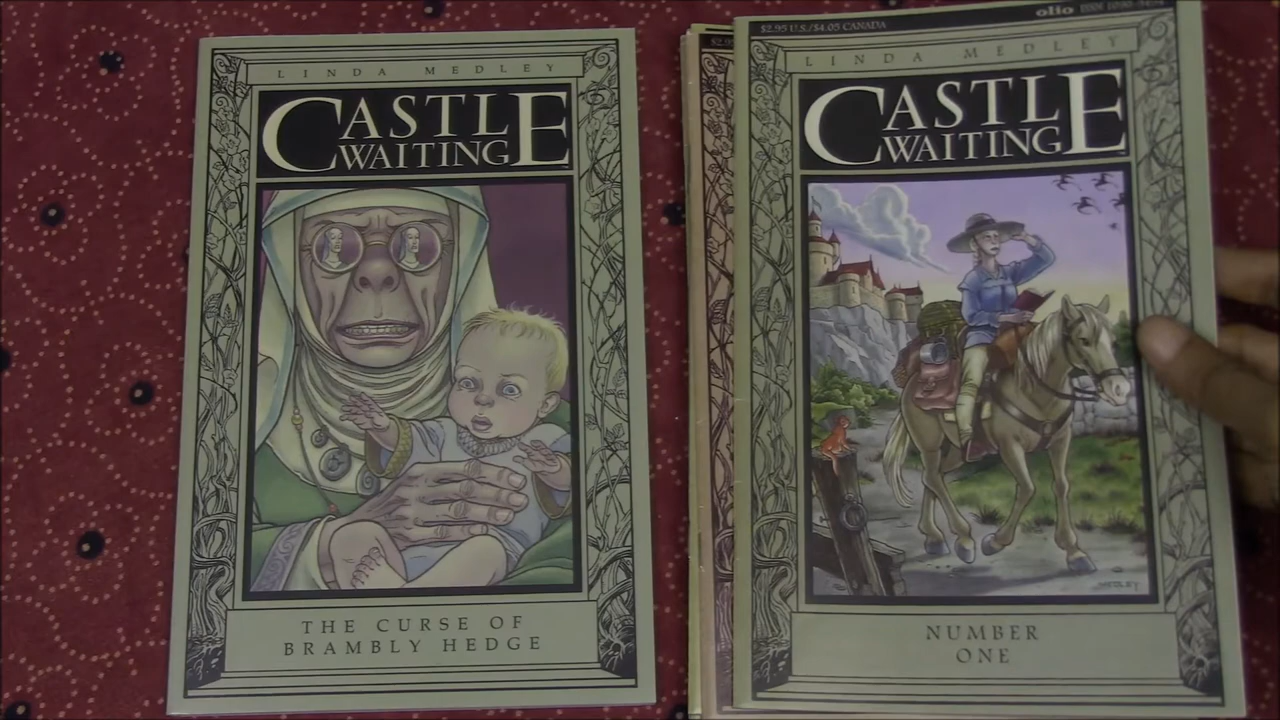 LINDA MEDLEY
CASTLE
WAITING
THE CURSE OF
BRAMBLY HEDGE
$2.95 U.S./$4.05 CANADA
olio
LINDA MEDLEY
CASTLE
WAITING
MEDLEY
NUMBER
ONE